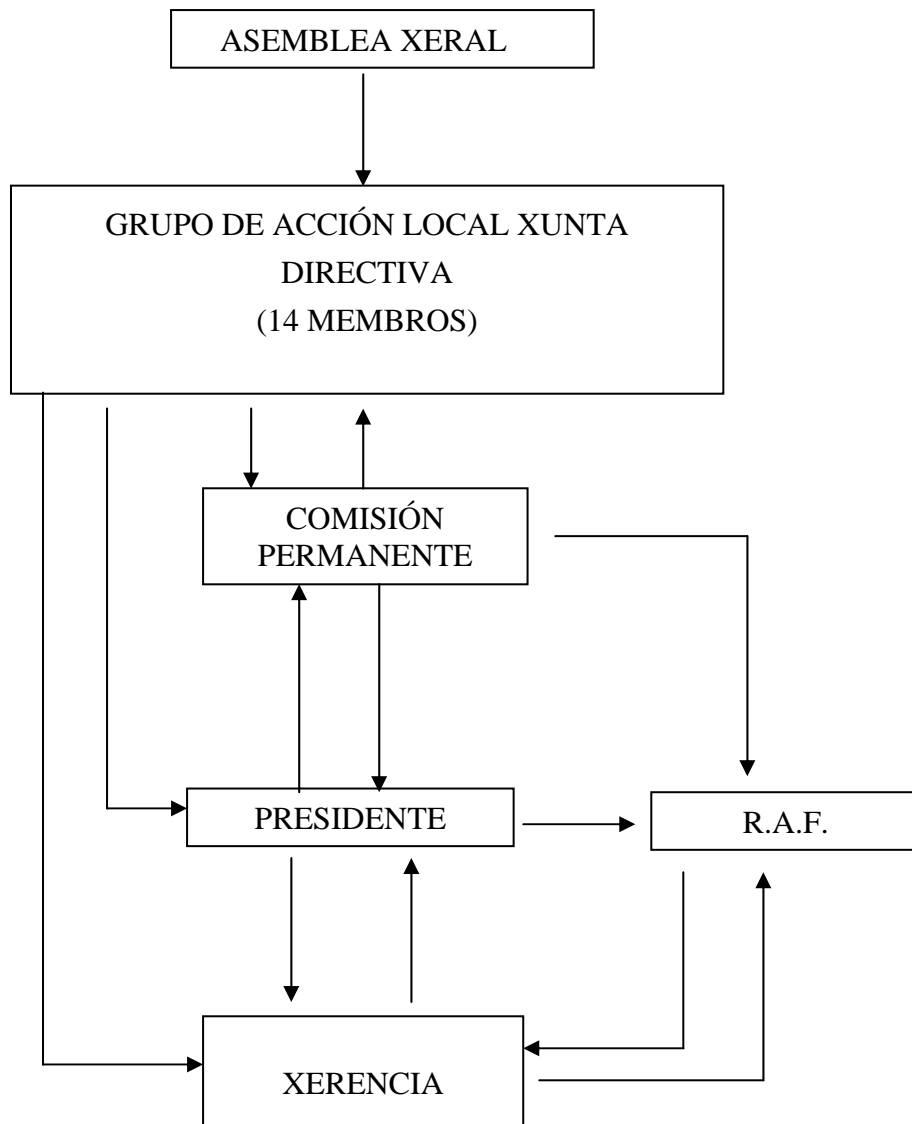 ASEMBLEA XERAL
GRUPO DE ACCIÓN LOCAL XUNTA
DIRECTIVA
(14 MEMBROS)
COMISIÓN
PERMANENTE
PRESIDENTE
R.A.F.
XERENCIA